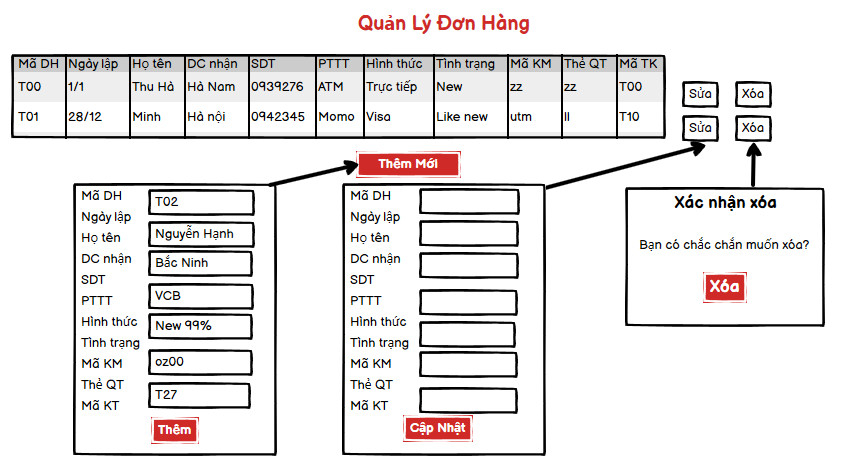 Quản Lý Đơn Hàng
Mã DH Ngày lập Họ tên DC nhận SDT PTTT Hình thức Tình trạng Mã KM Thẻ QT Mã TK
T00 1/1 Thu Hà Hà Nam 0939276 ATM Trực tiếp New zz zz T00 Sửa Xóa
T01 28/12 Minh Hà nội 0942345 Momo Visa Like new utm ll T10 Sửa Xóa
Thêm Mới
Mã DH T02
Ngày lập
Họ tên Nguyễn Hạnh
DC nhận Bắc Ninh
SDT
PTTT VCB
Hình thức New 99%
Tình trạng
Mã KM oz00
Thẻ QT
Mã KT T27
Thêm
Mã DH
Ngày lập
Họ tên
DC nhận
SDT
PTTT
Hình thức
Tình trạng
Mã KM
Thẻ QT
Mã KT
Cập Nhật
Xác nhận xóa
Bạn có chắc chắn muốn xóa?
Xóa